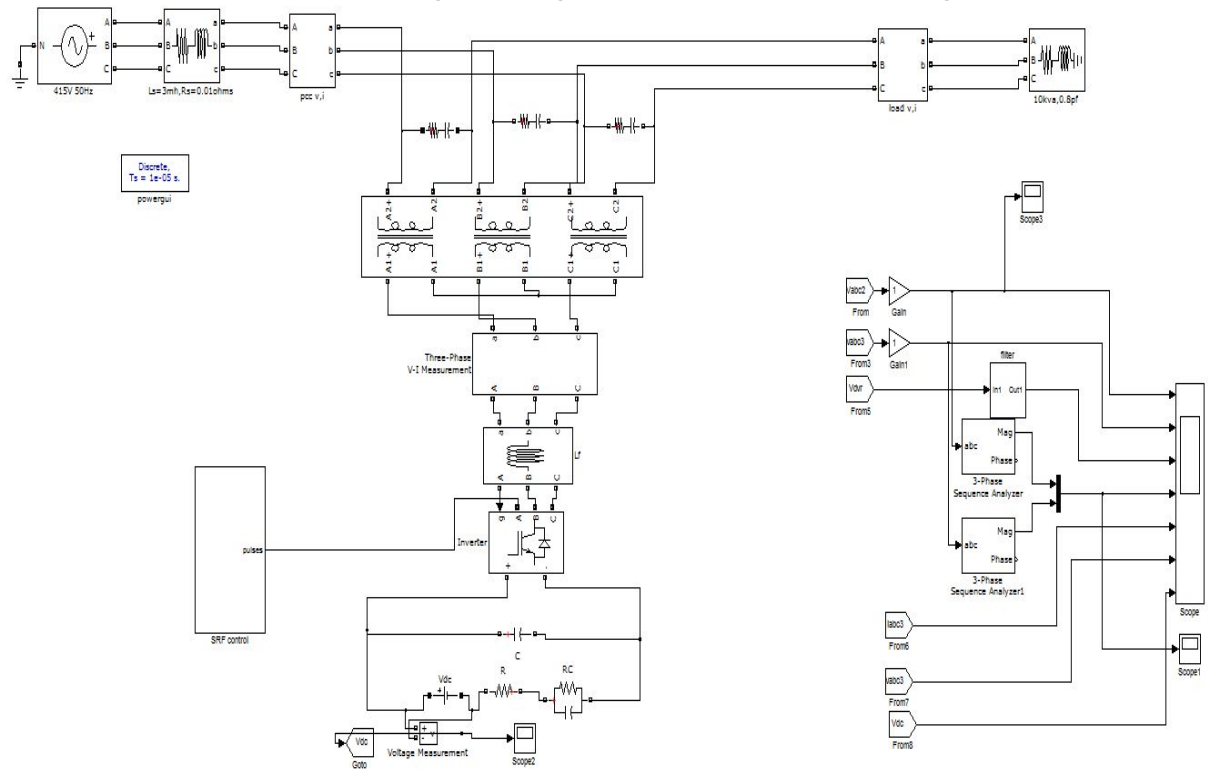 N
A
B
C
415V 50Hz
A
B
C
a
b
c
Ls=3mh,Rs=0.01ohms
A
B
C
a
b
c
pcc v,i
A
B
C
a
b
c
load v,i
A
B
C
10kva,0.8pf
Discrete,
Ts = 1e-05 s.
powergui
A2+
A2
B2+
B2
C2+
C2
A1+
A1
B1+
B1
C1+
C1
Scope3
Vabc2
From
1
Gain
Vabc3
From3
1
Gain1
Vdvr
From5
filter
In1
Out1
abc
Mag
Phase
3-Phase
Sequence Analyzer
abc
Mag
Phase
3-Phase
Sequence Analyzer1
Scope
Iabc3
From6
Scope1
Vabc3
From7
Vdc
From8
a
b
c
Three-Phase
V-I Measurement
A
B
C
a
b
c
Lf
A
B
C
g
A
B
C
Inverter
+
-
pulses
SRF control
C
Vdc
+
R
RC
+
-
v
Voltage Measurement
Vdc
Goto
Scope2